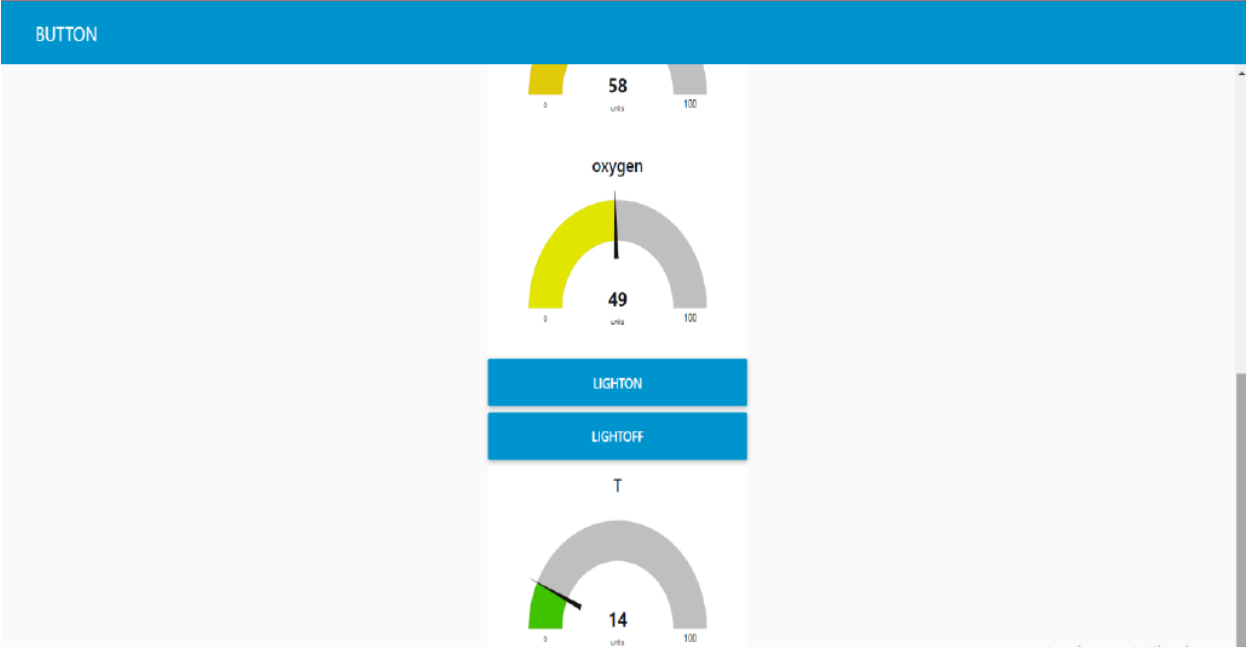 BUTTON
58
0 units 100
oxygen
49
0 units 100
LIGHTON
LIGHTOFF
T
14
0 units 100